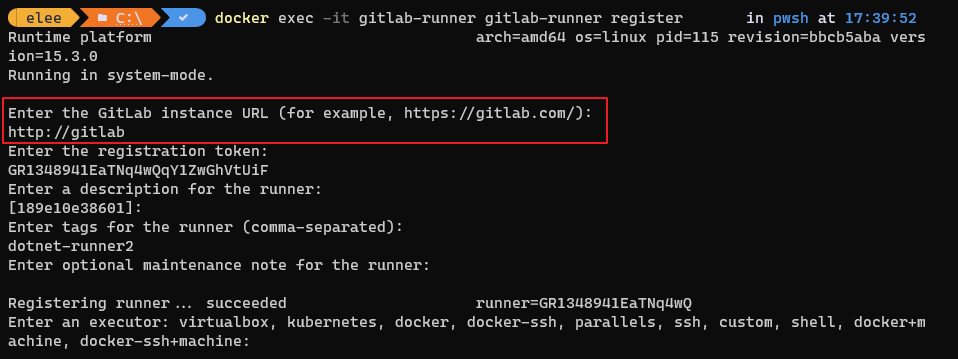 elee C:\ docker exec -it gitlab-runner gitlab-runner register in pwsh at 17:39:52
Runtime platform arch=amd64 os=linux pid=115 revision=bbcb5aba vers
ion=15.3.0
Running in system-mode.
Enter the GitLab instance URL (for example, https://gitlab.com/):
http://gitlab
Enter the registration token:
GR1348941EaTNq4wQqY1ZwGhVtUiF
Enter a description for the runner:
[189e10e38601]:
Enter tags for the runner (comma-separated):
dotnet-runner2
Enter optional maintenance note for the runner:
Registering runner... succeeded runner=GR1348941EaTNq4wQ
Enter an executor: virtualbox, kubernetes, docker, docker-ssh, parallels, ssh, custom, shell, docker+m
achine, docker-ssh+machine: